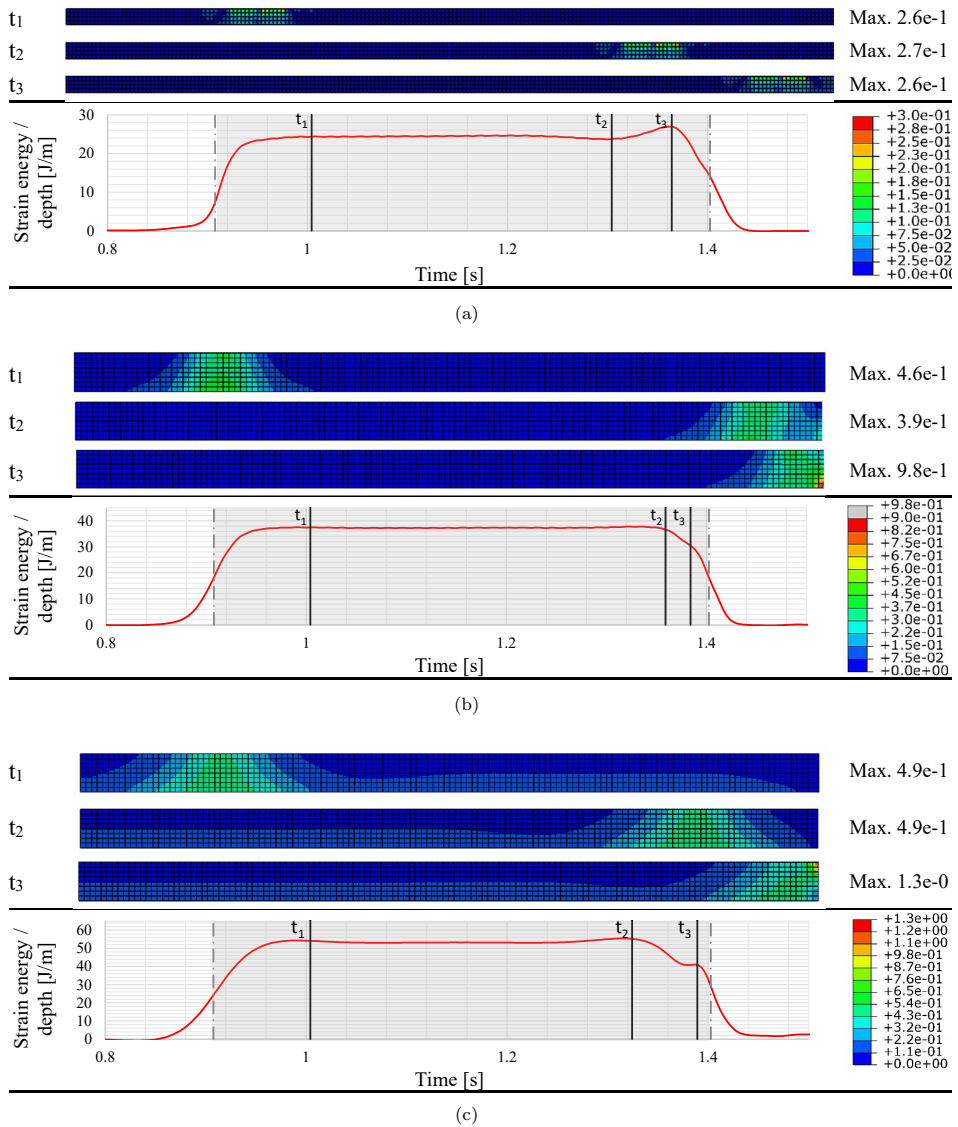 t1 Max. 2.6e-1
t2 Max. 2.7e-1
t3 Max. 2.6e-1
Strain energy /
depth [J/m]
30
20
10
0
t1 t2 t3
0.8 1 1.2 1.4
Time [s]
+3.0e-01
+2.8e-01
+2.5e-01
+2.3e-01
+2.0e-01
+1.8e-01
+1.5e-01
+1.3e-01
+1.0e-01
+7.5e-02
+5.0e-02
+2.5e-02
+0.0e+00
(a)
t1 Max. 4.6e-1
t2 Max. 3.9e-1
t3 Max. 9.8e-1
Strain energy /
depth [J/m]
40
30
20
10
0
t1 t2 t3
0.8 1 1.2 1.4
Time [s]
+9.8e-01
+9.0e-01
+8.2e-01
+7.5e-01
+6.7e-01
+6.0e-01
+5.2e-01
+4.5e-01
+3.7e-01
+3.0e-01
+2.2e-01
+1.5e-01
+7.5e-02
+0.0e+00
(b)
t1 Max. 4.9e-1
t2 Max. 4.9e-1
t3 Max. 1.3e-0
Strain energy /
depth [J/m]
60
50
40
30
20
10
0
t1 t2 t3
0.8 1 1.2 1.4
Time [s]
+1.3e+00
+1.2e+00
+1.1e+00
+9.8e-01
+8.7e-01
+7.6e-01
+6.5e-01
+5.4e-01
+4.3e-01
+3.2e-01
+2.2e-01
+1.1e-01
+0.0e+00
(c)